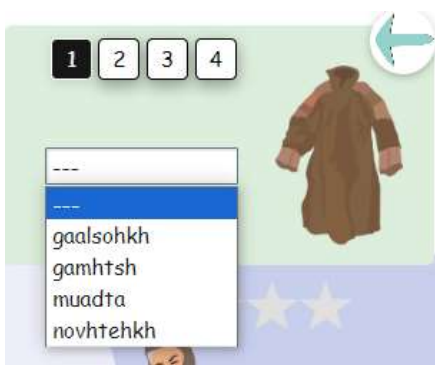 1 2 3 4
---
---
gaalsohkh
gamhtsh
muadta
novhtehkh